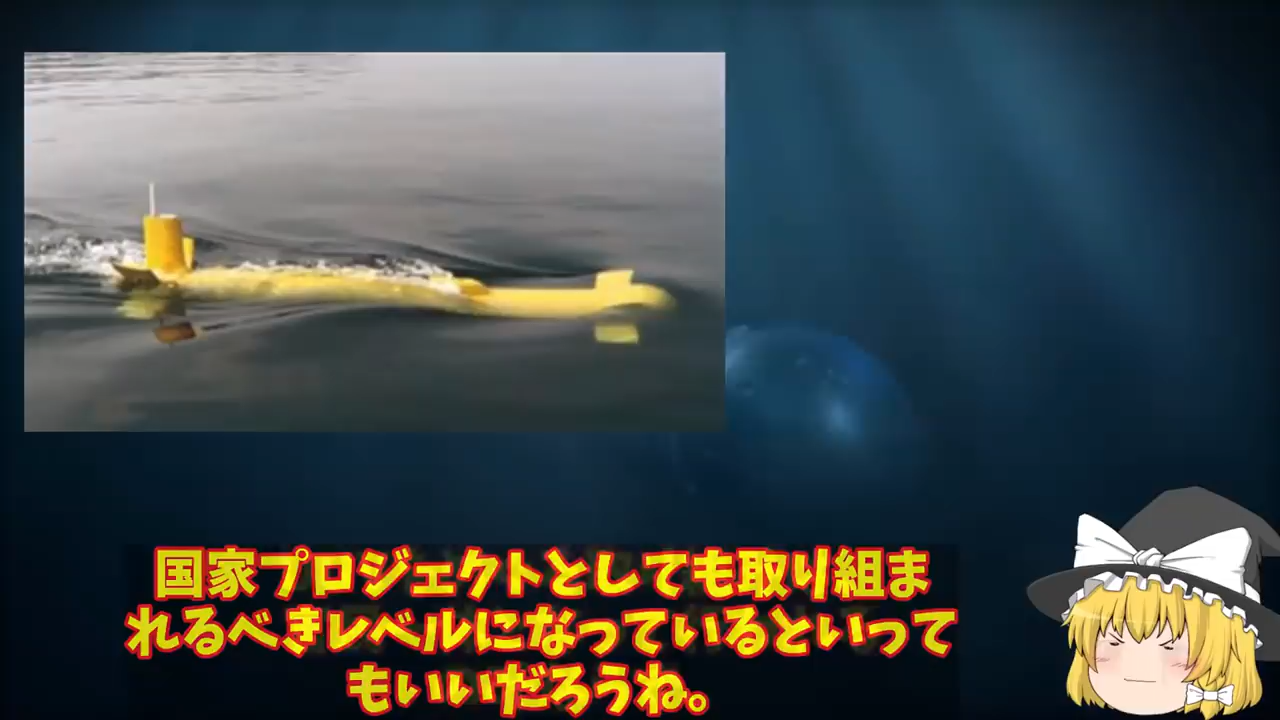 国家プロジェクトとしても取り組ま
れるべきレベルになっているといって
もいいだろうね。